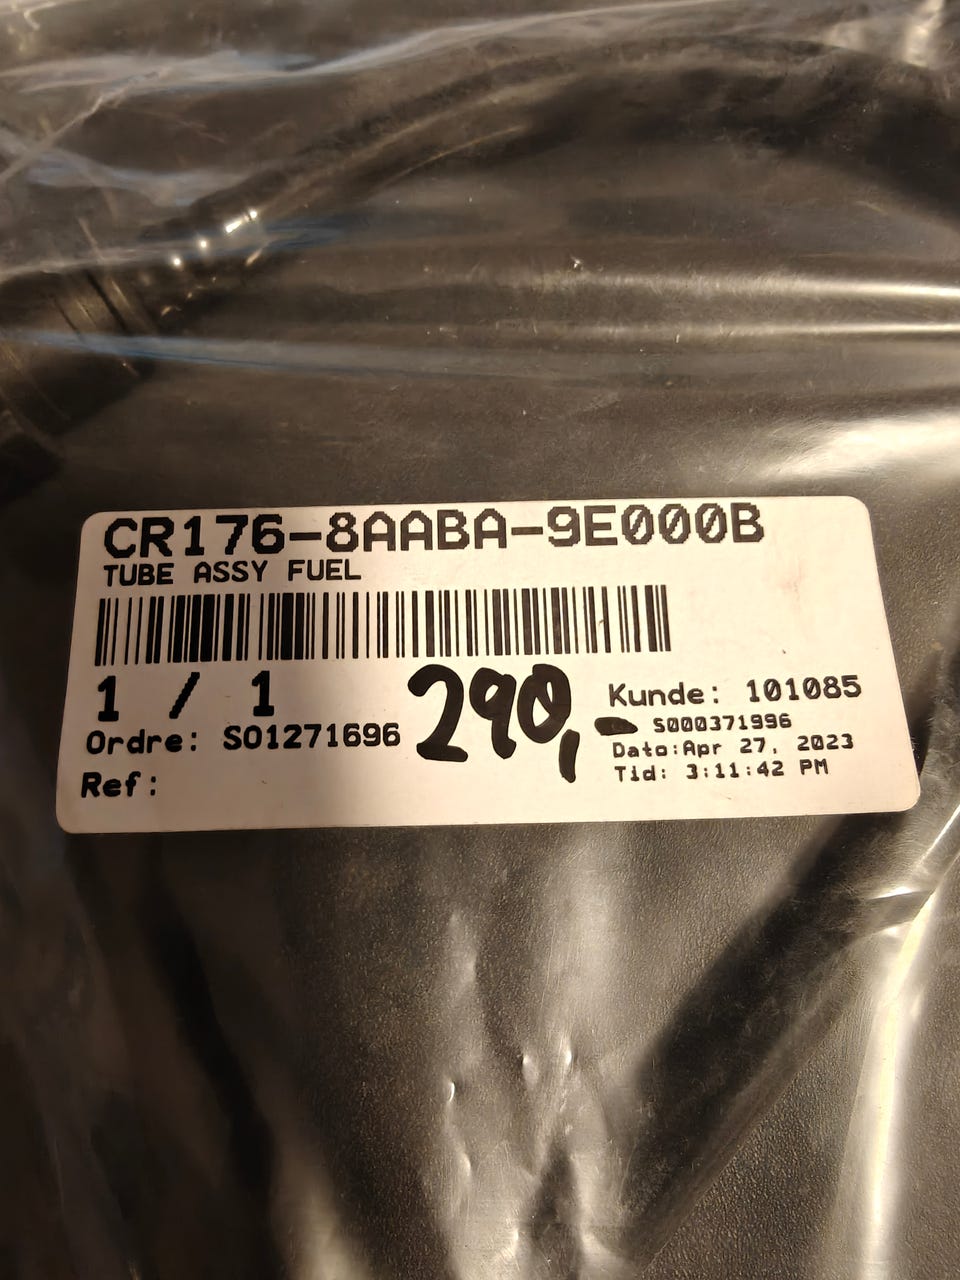 CR176-8AABA-9E000B
TUBE ASSY FUEL
1 / 1
290,-
Kunde: 101085
Ordre: SO1271696
S000371996
Dato:Apr 27, 2023
Ref:
Tid: 3:11:42 PM